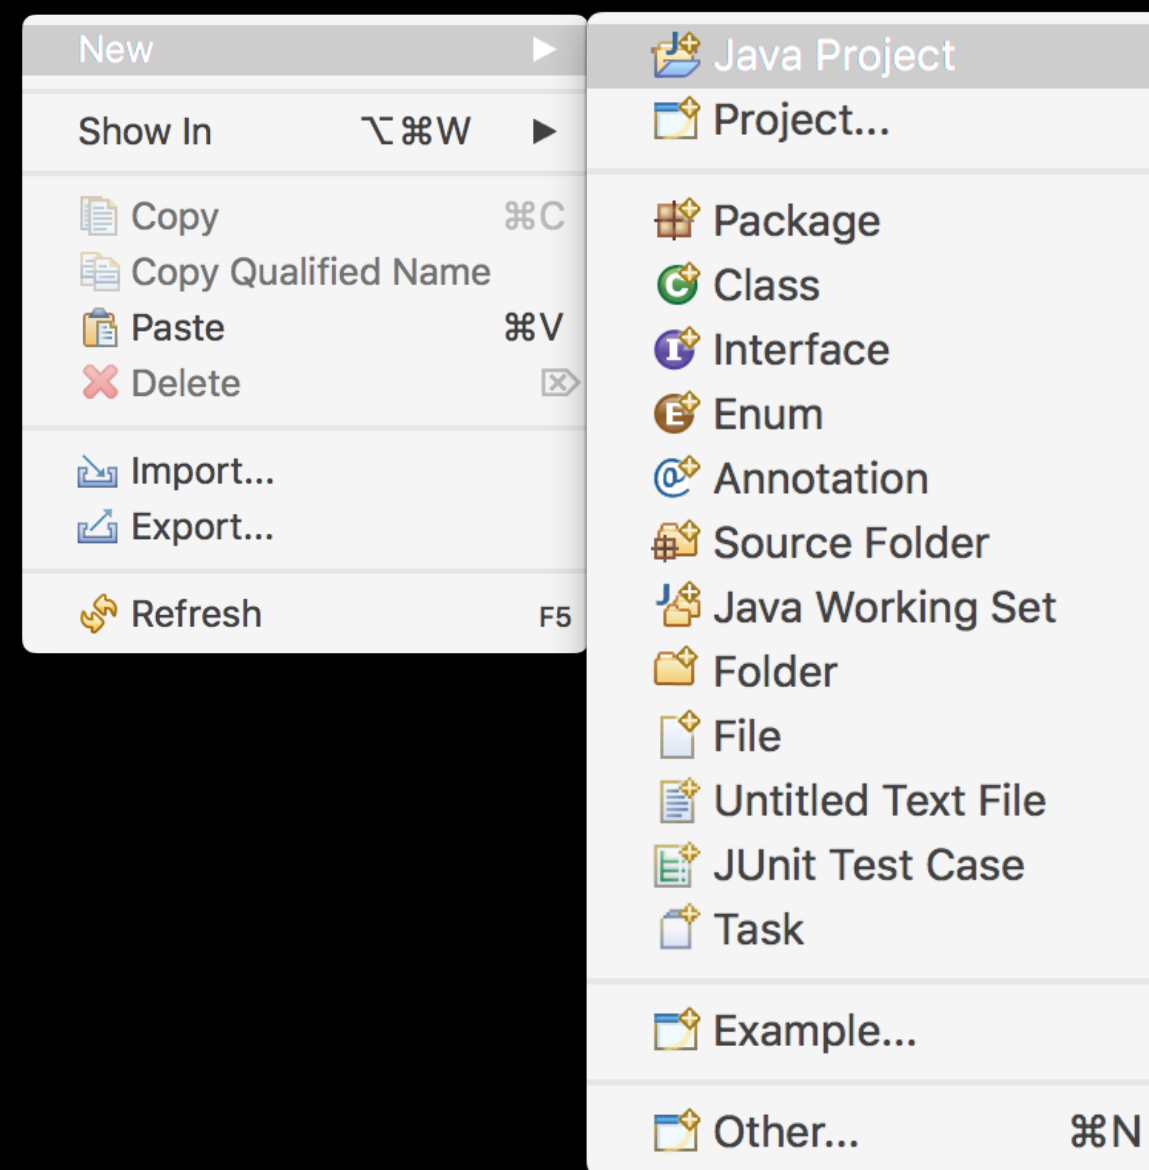 New
Show In ⌥⌘W
Copy ⌘C
Copy Qualified Name
Paste ⌘V
Delete ⌦
Import...
Export...
Refresh F5
Java Project
Project...
Package
Class
Interface
Enum
Annotation
Source Folder
Java Working Set
Folder
File
Untitled Text File
JUnit Test Case
Task
Example...
Other... ⌘N